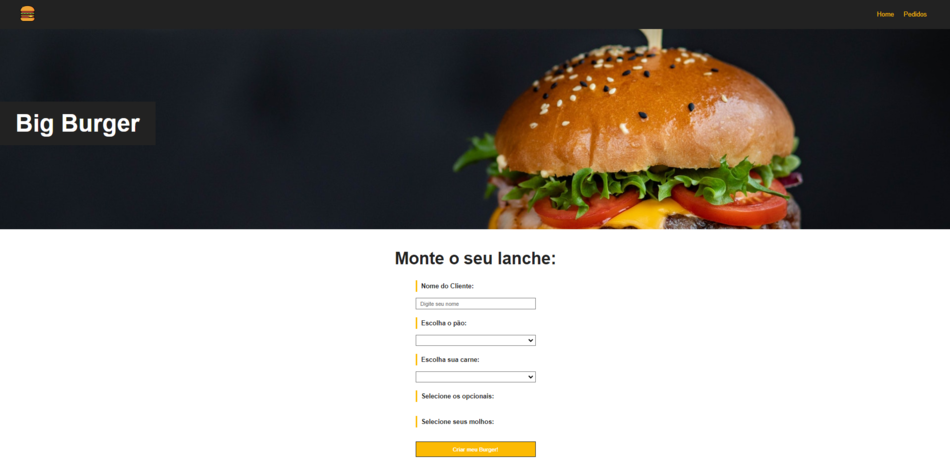 Home Pedidos
Big Burger
Monte o seu lanche:
Nome do Cliente:
Digite seu nome
Escolha o pão:
Escolha sua carne:
Selecione os opcionais:
Selecione seus molhos:
Criar meu Burger!